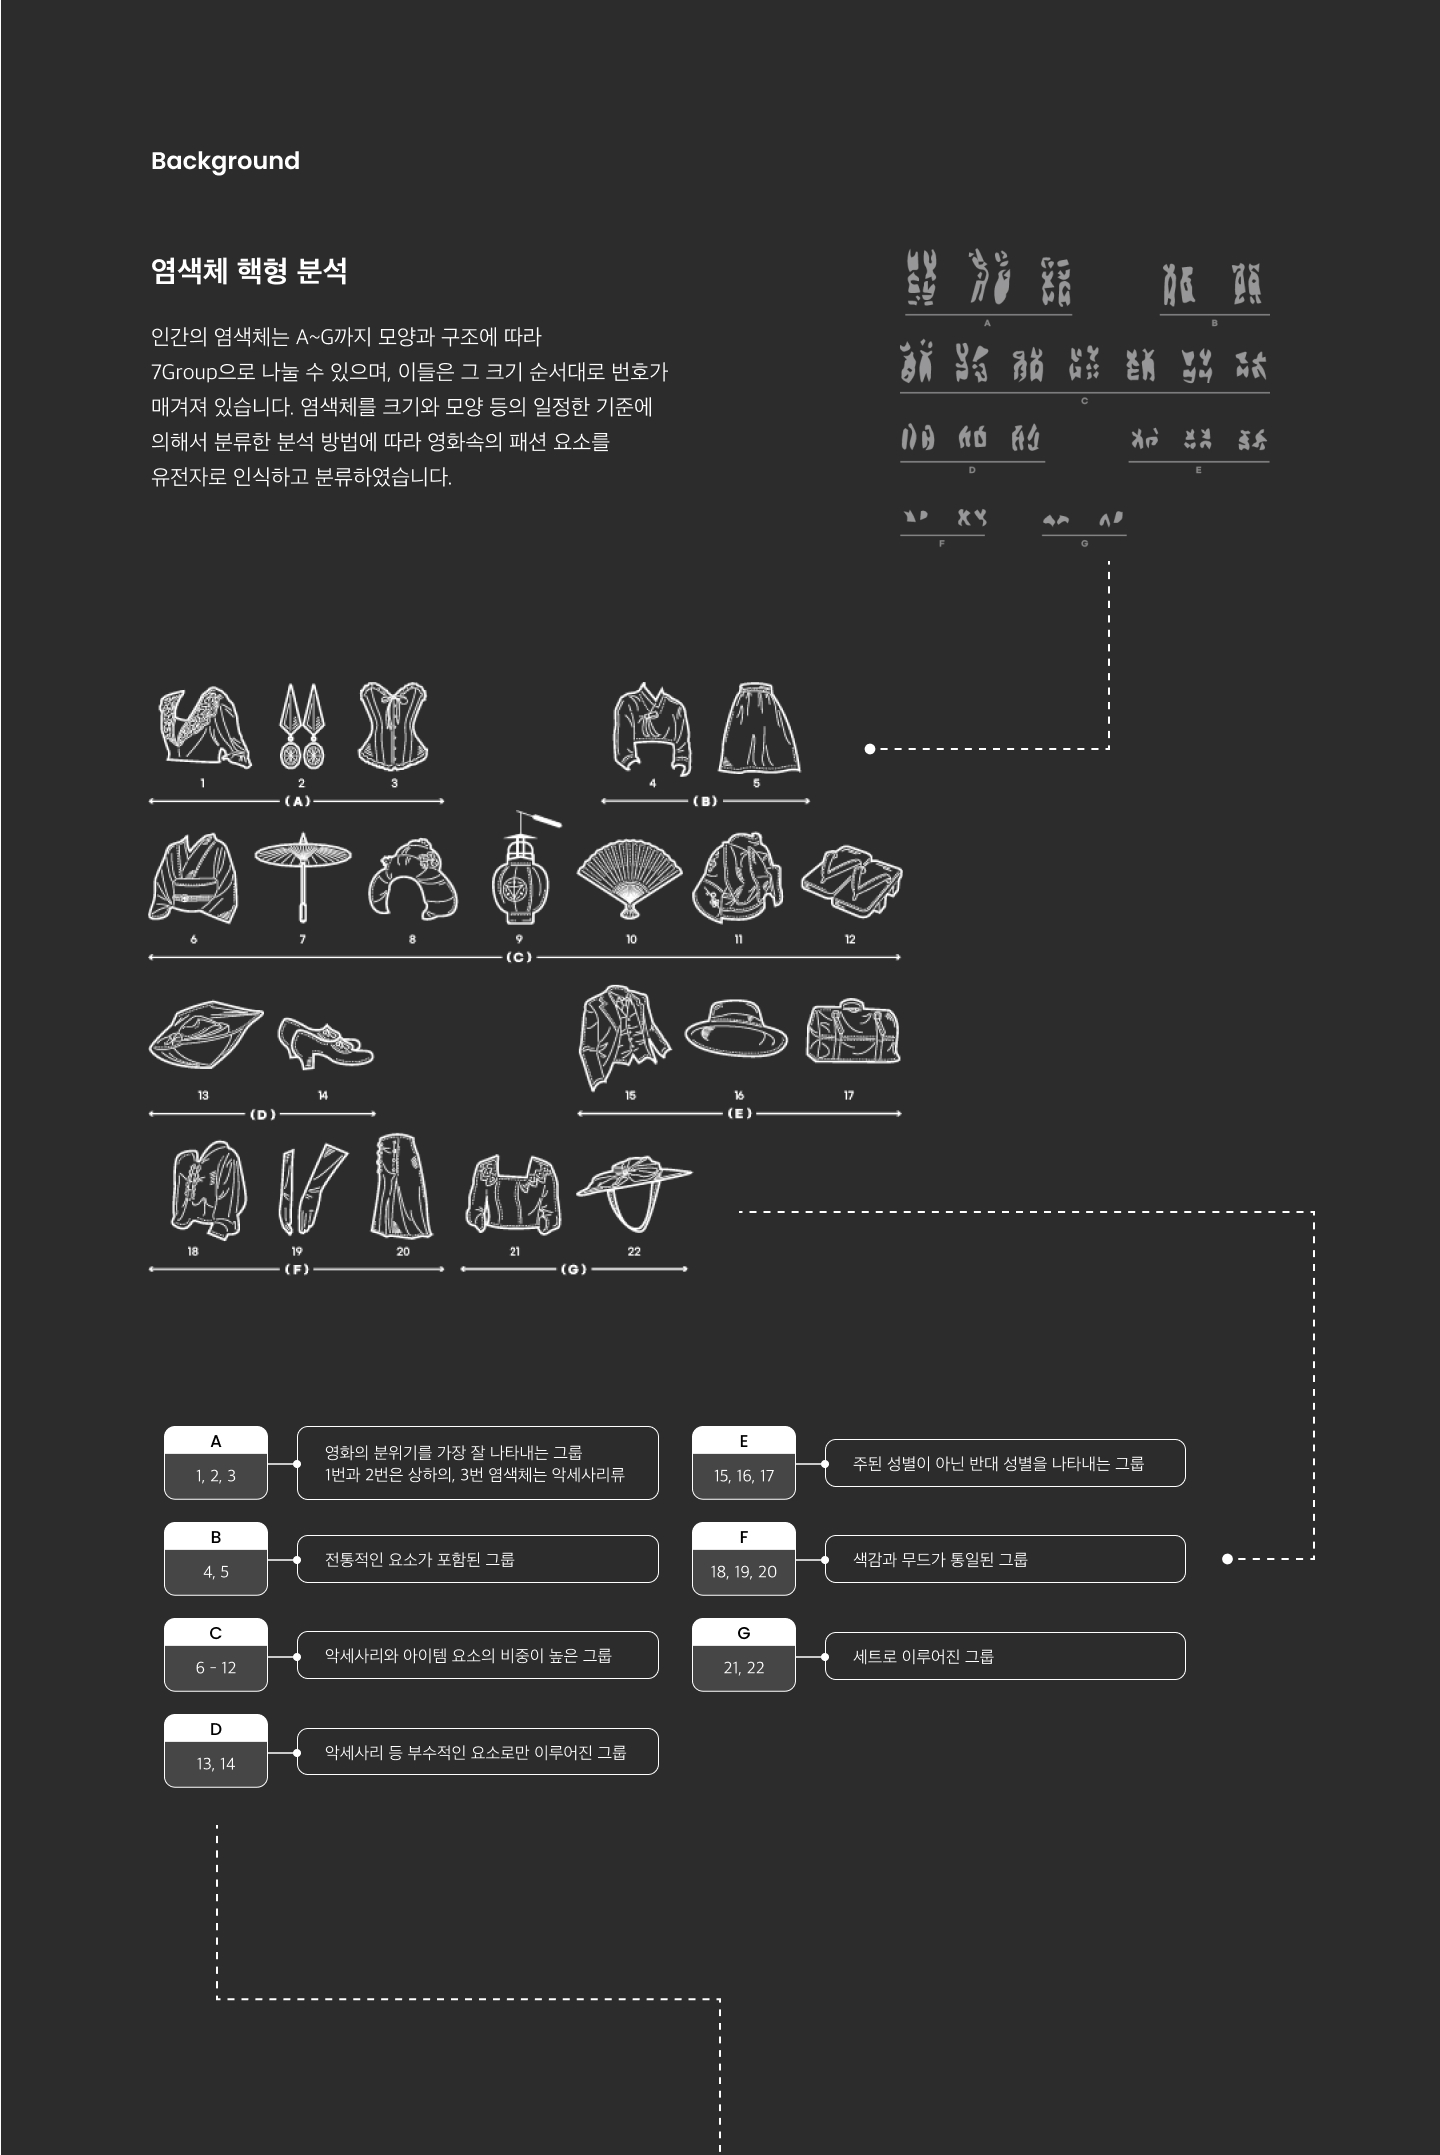 Background
염색체 핵형 분석
인간의 염색체는 A~G까지 모양과 구조에 따라
7Group으로 나눌 수 있으며, 이들은 그 크기 순서대로 번호가
매겨져 있습니다. 염색체를 크기와 모양 등의 일정한 기준에
의해서 분류한 분석 방법에 따라 영화속의 패션 요소를
유전자로 인식하고 분류하였습니다.
A B
C
D E
F G
1 2 3 4 5
(A) (B)
6 7 8 9 10 11 12
(C)
13 14 15 16 17
(D) (E)
18 19 20 21 22
(F) (G)
A
1, 2, 3
영화의 분위기를 가장 잘 나타내는 그룹
1번과 2번은 상하의, 3번 염색체는 악세사리류
B
4, 5
전통적인 요소가 포함된 그룹
C
6 - 12
악세사리와 아이템 요소의 비중이 높은 그룹
D
13, 14
악세사리 등 부수적인 요소로만 이루어진 그룹
E
15, 16, 17
주된 성별이 아닌 반대 성별을 나타내는 그룹
F
18, 19, 20
색감과 무드가 통일된 그룹
G
21, 22
세트로 이루어진 그룹